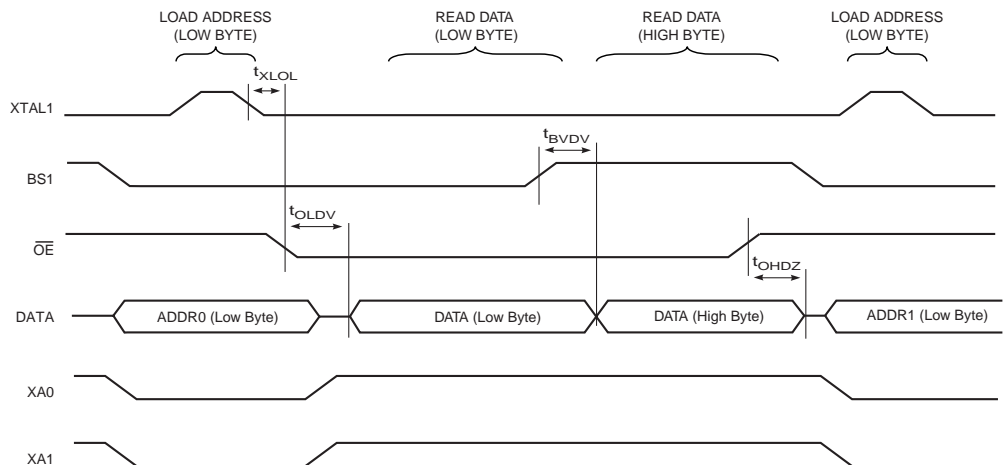 LOAD ADDRESS
(LOW BYTE)
READ DATA
(LOW BYTE)
READ DATA
(HIGH BYTE)
LOAD ADDRESS
(LOW BYTE)
tXLOL
XTAL1
tBVDV
BS1
tOLDV
OE
tOHDZ
DATA
ADDR0 (Low Byte)
DATA (Low Byte)
DATA (High Byte)
ADDR1 (Low Byte)
XA0
XA1